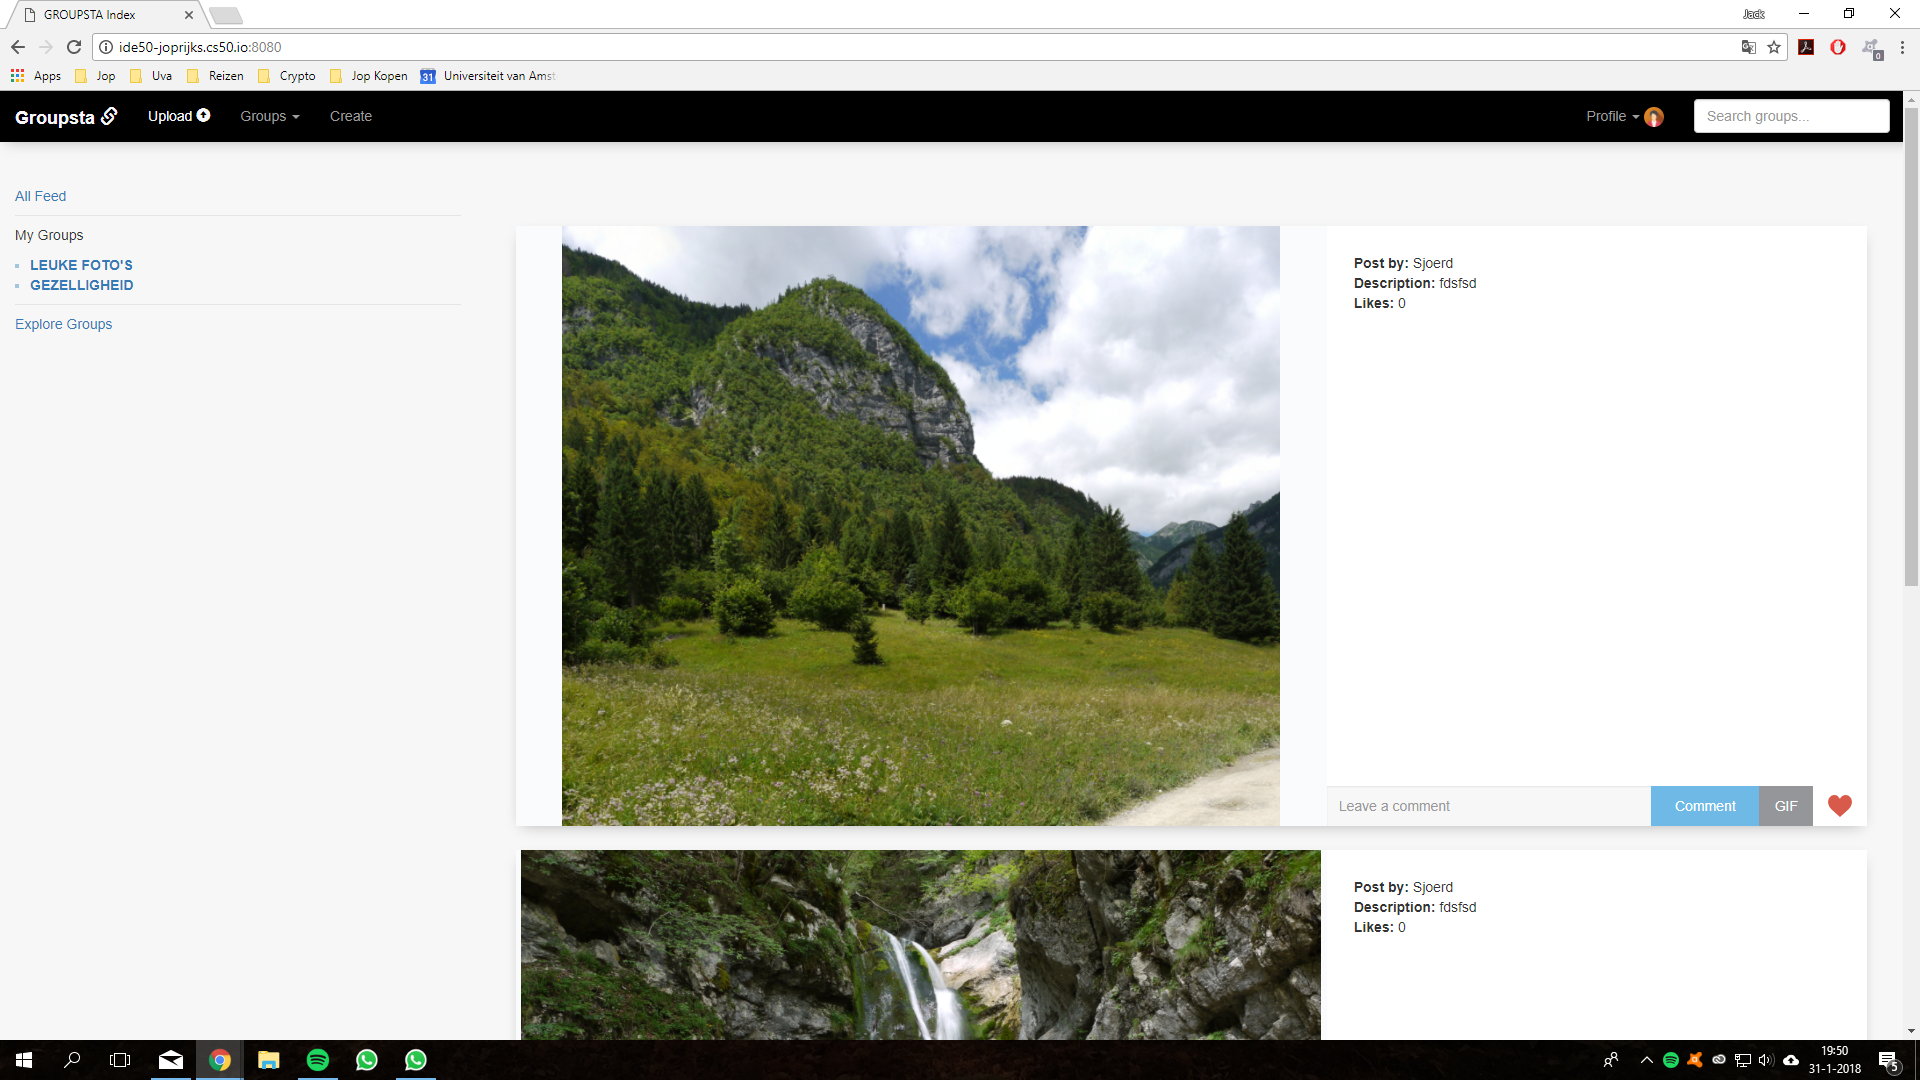 GROUPSTA Index
Jack
ide50-joprijks.cs50.io:8080
Apps Jop Uva Reizen Crypto Jop Kopen 31 Universiteit van Amst
0
Groupsta Upload Groups Create Profile Search groups...
All Feed
My Groups
LEUKE FOTO'S
GEZELLIGHEID
Explore Groups
Post by: Sjoerd
Description: fdsfsd
Likes: 0
Leave a comment Comment GIF
Post by: Sjoerd
Description: fdsfsd
Likes: 0
19:50
31-1-2018
5